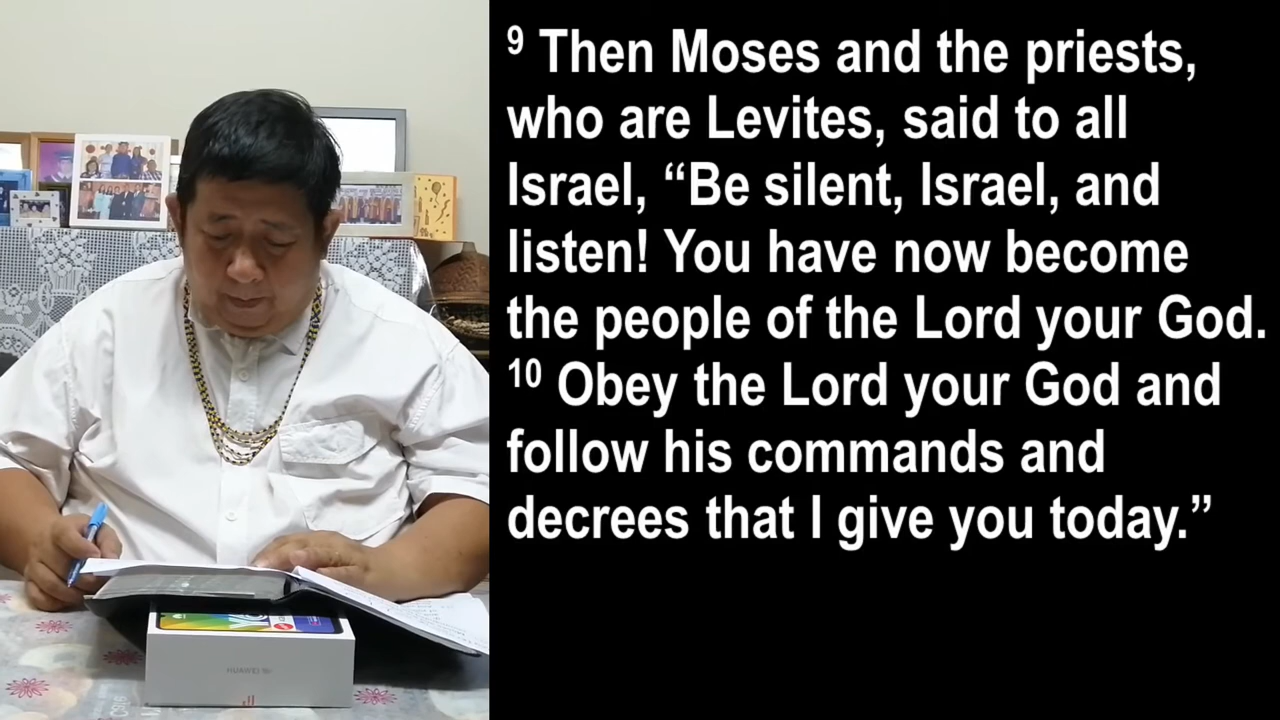 ⁹ Then Moses and the priests,
who are Levites, said to all
Israel, “Be silent, Israel, and
listen! You have now become
the people of the Lord your God.
¹⁰ Obey the Lord your God and
follow his commands and
decrees that I give you today.”
HUAWEI